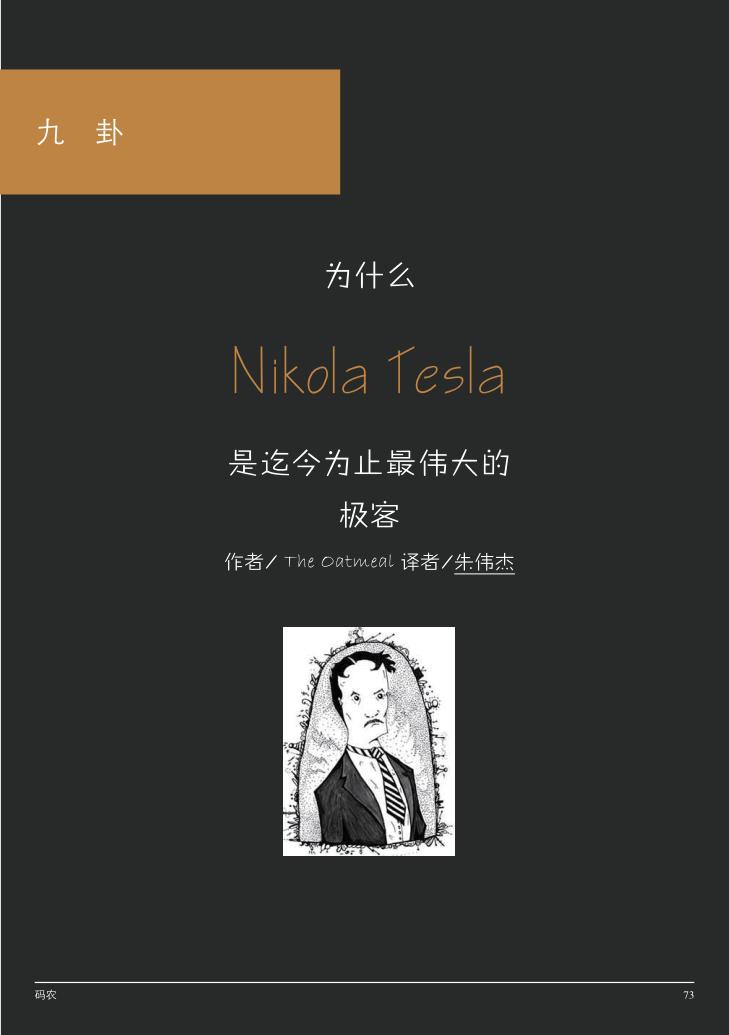 九 卦
为什么
Nikola Tesla
是迄今为止最伟大的
极客
作者/ The Oatmeal 译者/朱伟杰
码农 73